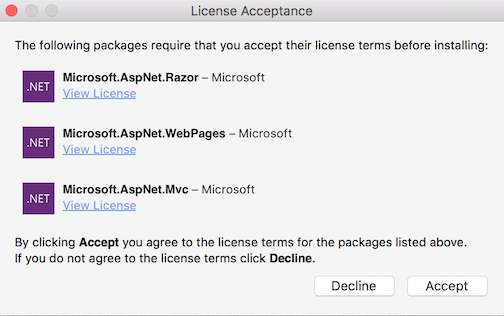 License Acceptance
The following packages require that you accept their license terms before installing:
.NET
Microsoft.AspNet.Razor – Microsoft
View License
.NET
Microsoft.AspNet.WebPages – Microsoft
View License
.NET
Microsoft.AspNet.Mvc – Microsoft
View License
By clicking Accept you agree to the license terms for the packages listed above.
If you do not agree to the license terms click Decline.
Decline Accept